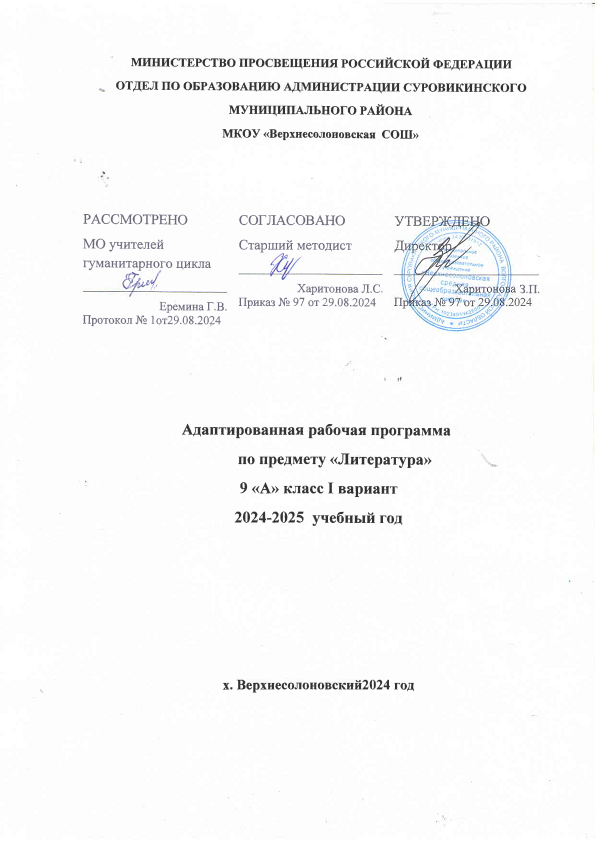 МИНИСТЕРСТВО ПРОСВЕЩЕНИЯ РОССИЙСКОЙ ФЕДЕРАЦИИ
ОТДЕЛ ПО ОБРАЗОВАНИЮ АДМИНИСТРАЦИИ СУРОВИКИНСКОГО
МУНИЦИПАЛЬНОГО РАЙОНА
МКОУ «Верхнесолоновская СОШ»
РАССМОТРЕНО
МО учителей
гуманитарного цикла
Еремина Г.В.
Протокол № 1от29.08.2024
СОГЛАСОВАНО
Старший методист
Харитонова Л.С.
Приказ № 97 от 29.08.2024
УТВЕРЖДЕНО
Директор
Харитонова З.П.
Приказ № 97 от 29.08.2024
средняя
Адаптированная рабочая программа
по предмету «Литература»
9 «А» класс I вариант
2024-2025 учебный год
х. Верхнесолоновский2024 год